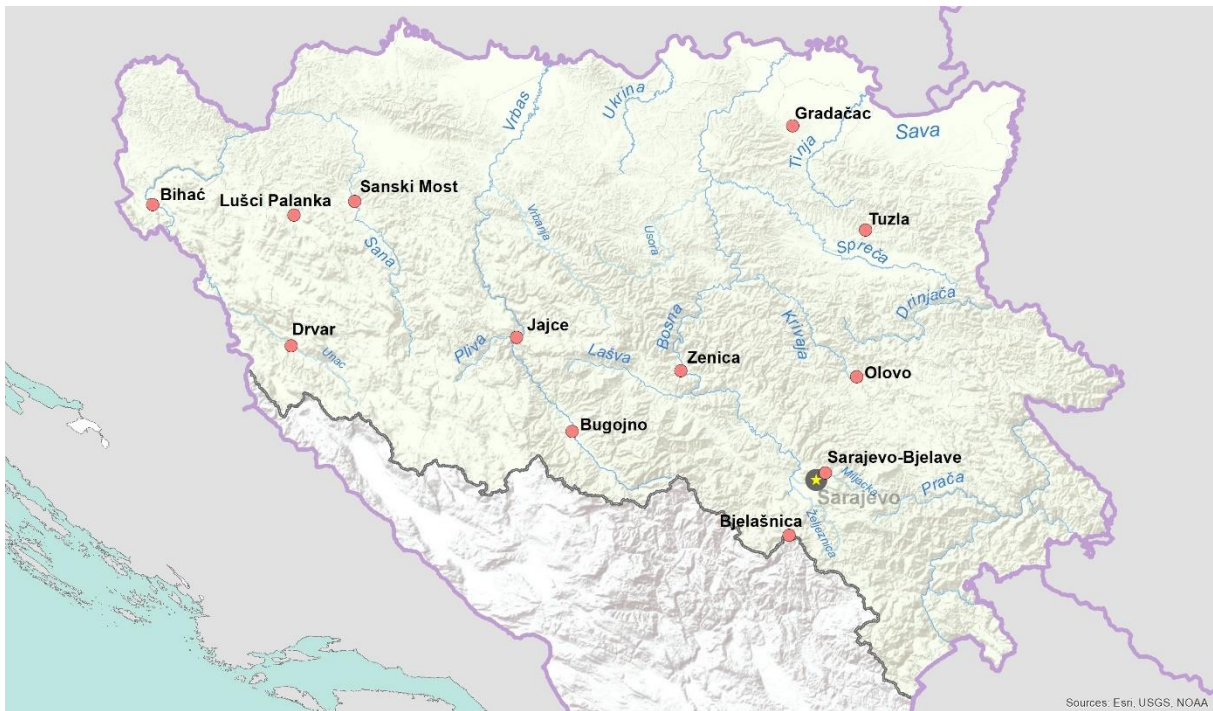 Gradačac
Vrbas
Ukrina
Tinja
Sava
Bihać
Lušci Palanka
Sanski Most
Vrbanja
Usora
Tuzla
Sana
Spreča
Drinjača
Drvar
Unac
Pliva
Jajce
Lašva
Bosna
Zenica
Krivaja
Olovo
Bugojno
Sarajevo-Bjelave
Miljacka
Prača
Sarajevo
Bjelašnica
Željeznica
Sources: Esri, USGS, NOAA